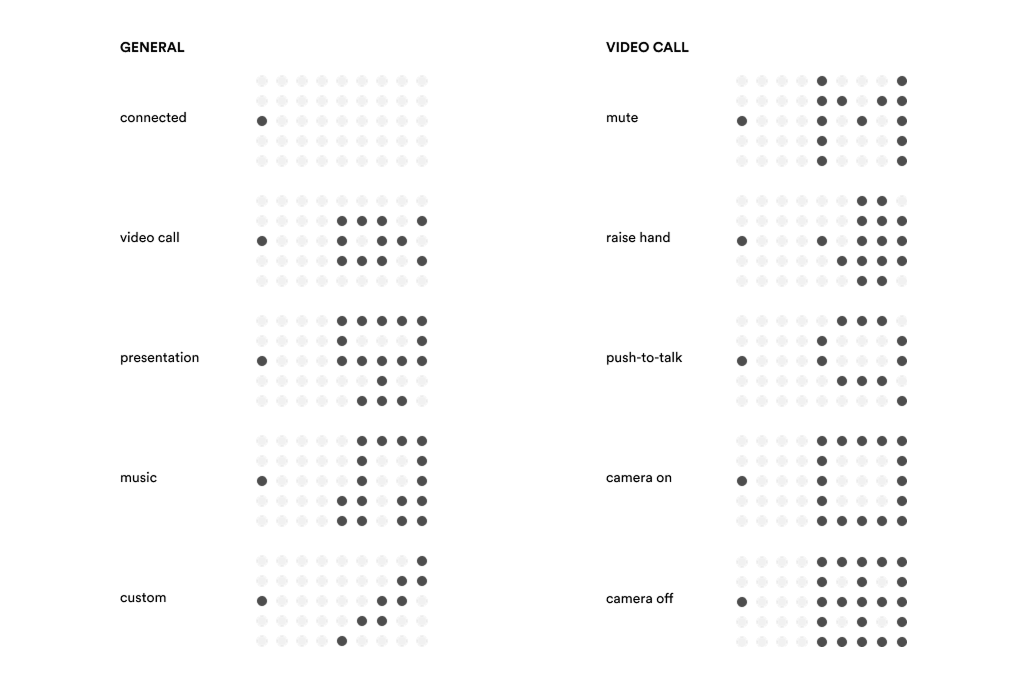 GENERAL
connected
video call
presentation
music
custom
VIDEO CALL
mute
raise hand
push-to-talk
camera on
camera off